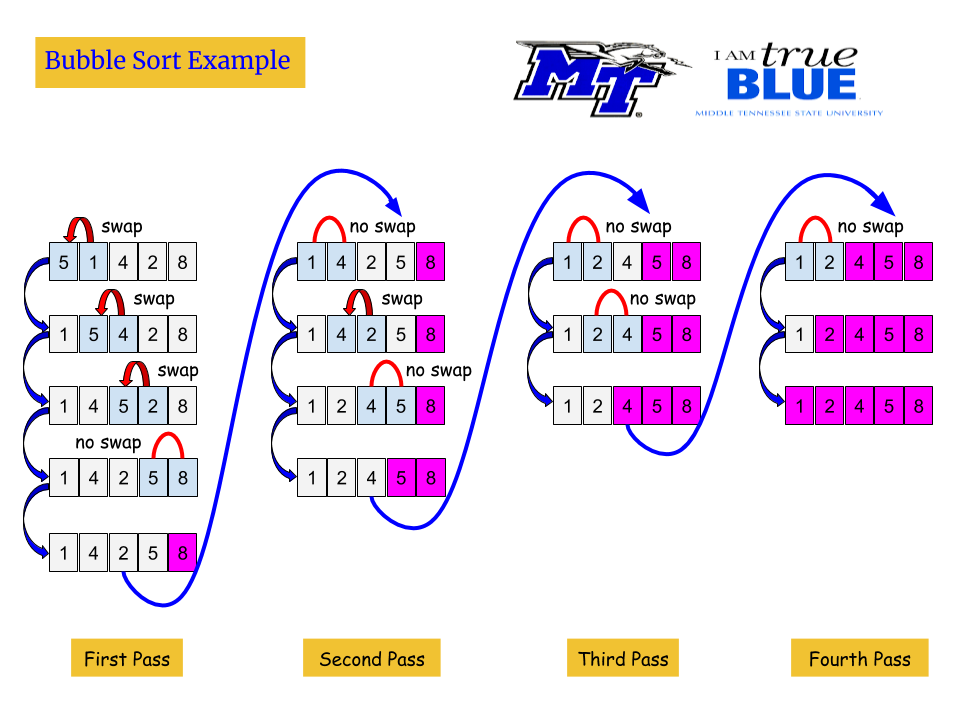 Bubble Sort Example
MT
I AM true
BLUE
MIDDLE TENNESSEE STATE UNIVERSITY
swap
5 1 4 2 8
swap
1 5 4 2 8
swap
1 4 5 2 8
no swap
1 4 2 5 8
1 4 2 5 8
First Pass
no swap
1 4 2 5 8
swap
1 4 2 5 8
no swap
1 2 4 5 8
1 2 4 5 8
Second Pass
no swap
1 2 4 5 8
no swap
1 2 4 5 8
1 2 4 5 8
Third Pass
no swap
1 2 4 5 8
1 2 4 5 8
1 2 4 5 8
Fourth Pass